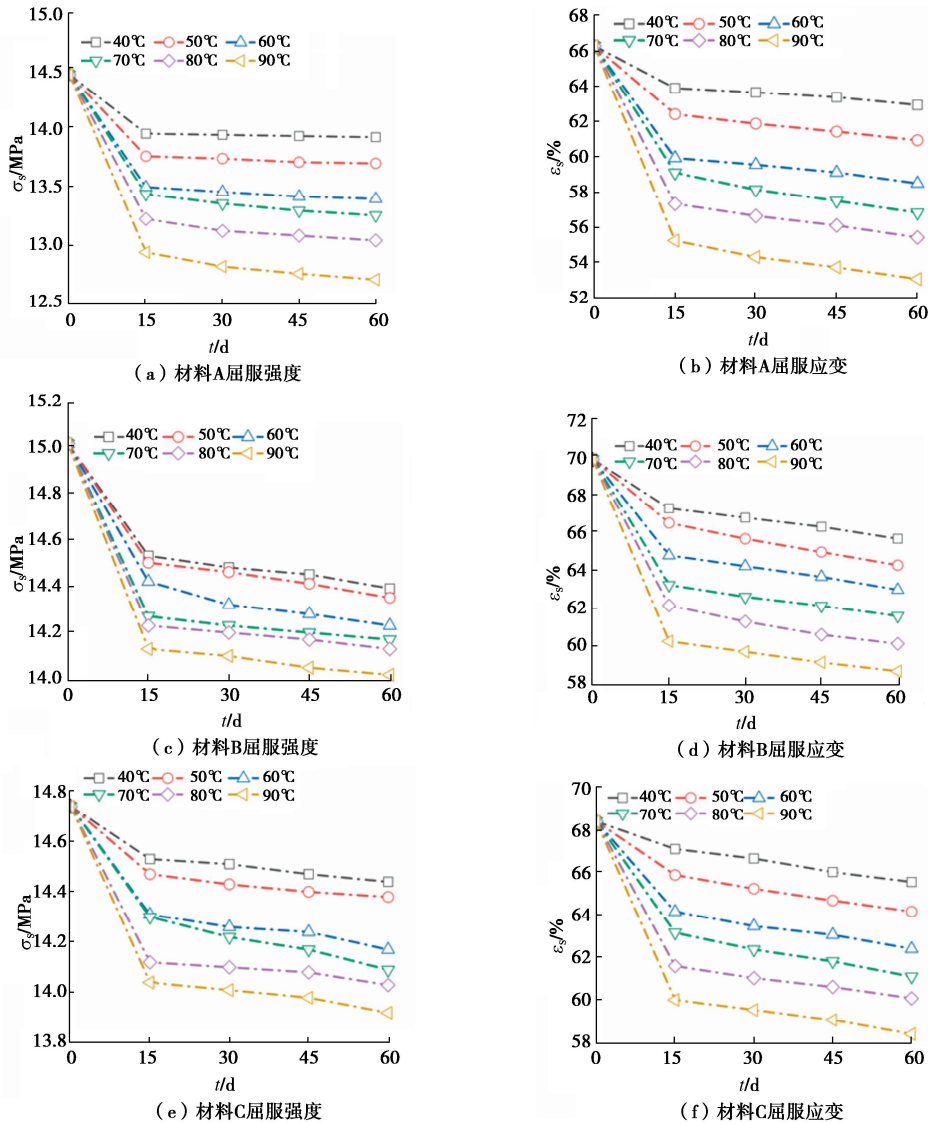 15.0
14.5
14.0
13.5
13.0
12.5
σs/MPa
40℃ 50℃ 60℃
70℃ 80℃ 90℃
0 15 30 45 60
t/d
(a)材料A屈服强度
68
66
64
62
60
58
56
54
52
εs/%
40℃ 50℃ 60℃
70℃ 80℃ 90℃
0 15 30 45 60
t/d
(b)材料A屈服应变
15.2
15.0
14.8
14.6
14.4
14.2
14.0
σs/MPa
40℃ 50℃ 60℃
70℃ 80℃ 90℃
0 15 30 45 60
t/d
(c)材料B屈服强度
72
70
68
66
64
62
60
58
εs/%
40℃ 50℃ 60℃
70℃ 80℃ 90℃
0 15 30 45 60
t/d
(d)材料B屈服应变
14.8
14.6
14.4
14.2
14.0
13.8
σs/MPa
40℃ 50℃ 60℃
70℃ 80℃ 90℃
0 15 30 45 60
t/d
(e)材料C屈服强度
70
68
66
64
62
60
58
εs/%
40℃ 50℃ 60℃
70℃ 80℃ 90℃
0 15 30 45 60
t/d
(f)材料C屈服应变